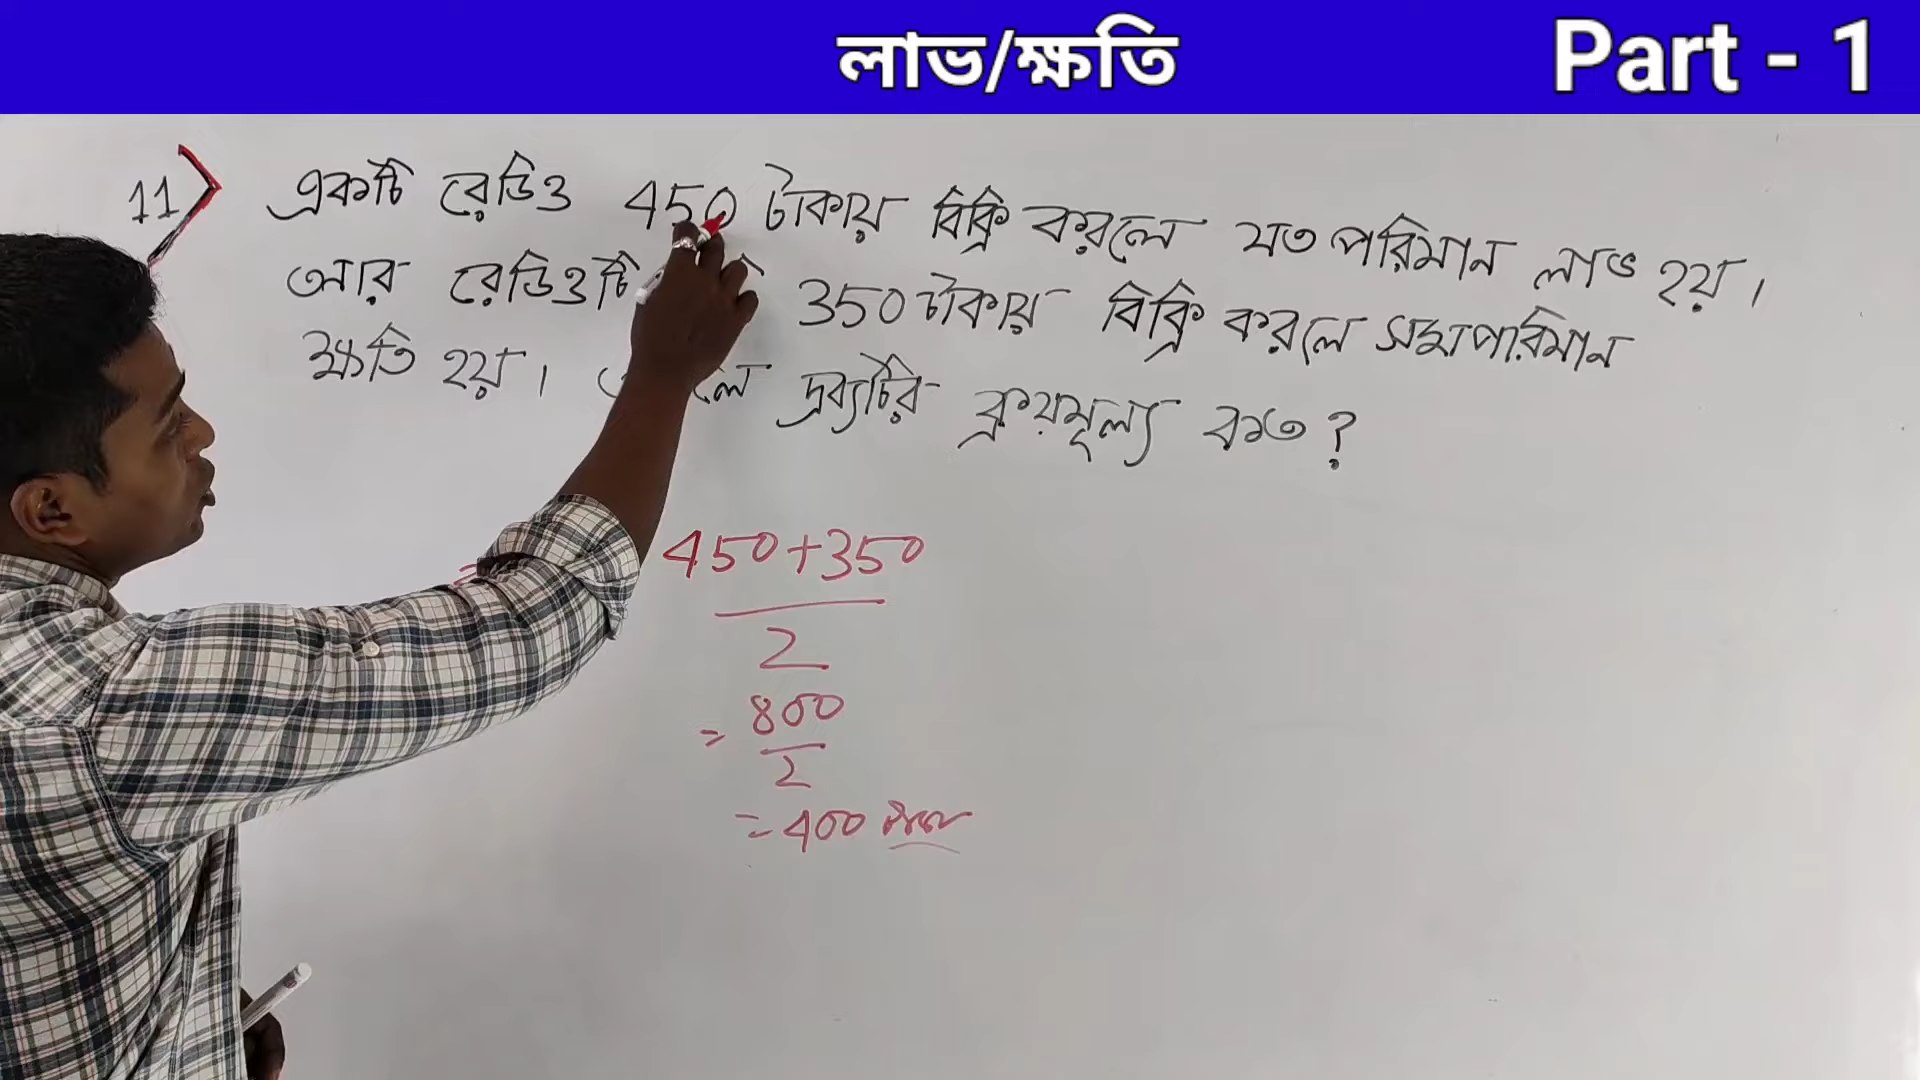 লাভ/ক্ষতি
Part - 1
11
একটি রেডিও 450 টাকায় বিক্রি করলে যত পরিমান লাভ হয়।
আর রেডিওটি 350 টাকায় বিক্রি করলে সমপরিমান
ক্ষতি হয়। দ্রব্যটির ক্রয়মূল্য কত?
450+350
2
= 800
2
= 400 টাকা